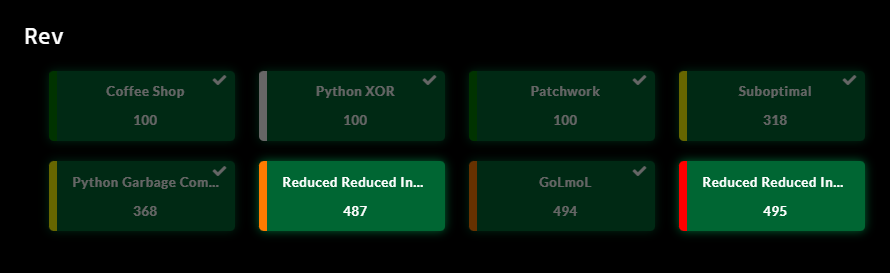 Rev
Coffee Shop
100
Python XOR
100
Patchwork
100
Suboptimal
318
Python Garbage Com...
368
Reduced Reduced In...
487
GoLmoL
494
Reduced Reduced In...
495